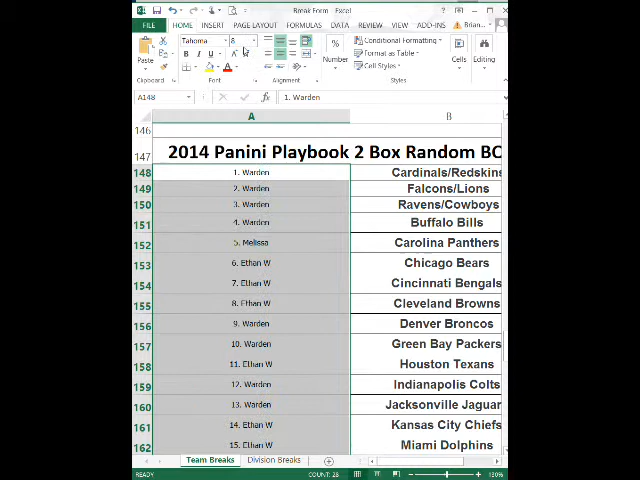 Break Form - Excel
FILE HOME INSERT PAGE LAYOUT FORMULAS DATA REVIEW VIEW ADD-INS Brian...
Paste
Tahoma 8
B I U
A
%
Number
Conditional Formatting
Format as Table
Cell Styles
Cells
Editing
Clipboard Font Alignment Styles
A148 fx 1. Warden
A B
146
147 2014 Panini Playbook 2 Box Random BC
148 1. Warden Cardinals/Redskins
149 2. Warden Falcons/Lions
150 3. Warden Ravens/Cowboys
151 4. Warden Buffalo Bills
152 5. Melissa Carolina Panthers
153 6. Ethan W Chicago Bears
154 7. Ethan W Cincinnati Bengals
155 8. Ethan W Cleveland Browns
156 9. Warden Denver Broncos
157 10. Warden Green Bay Packers
158 11. Ethan W Houston Texans
159 12. Warden Indianapolis Colts
160 13. Warden Jacksonville Jaguar
161 14. Ethan W Kansas City Chiefs
162 15. Ethan W Miami Dolphins
Team Breaks Division Breaks
READY COUNT: 28 130%